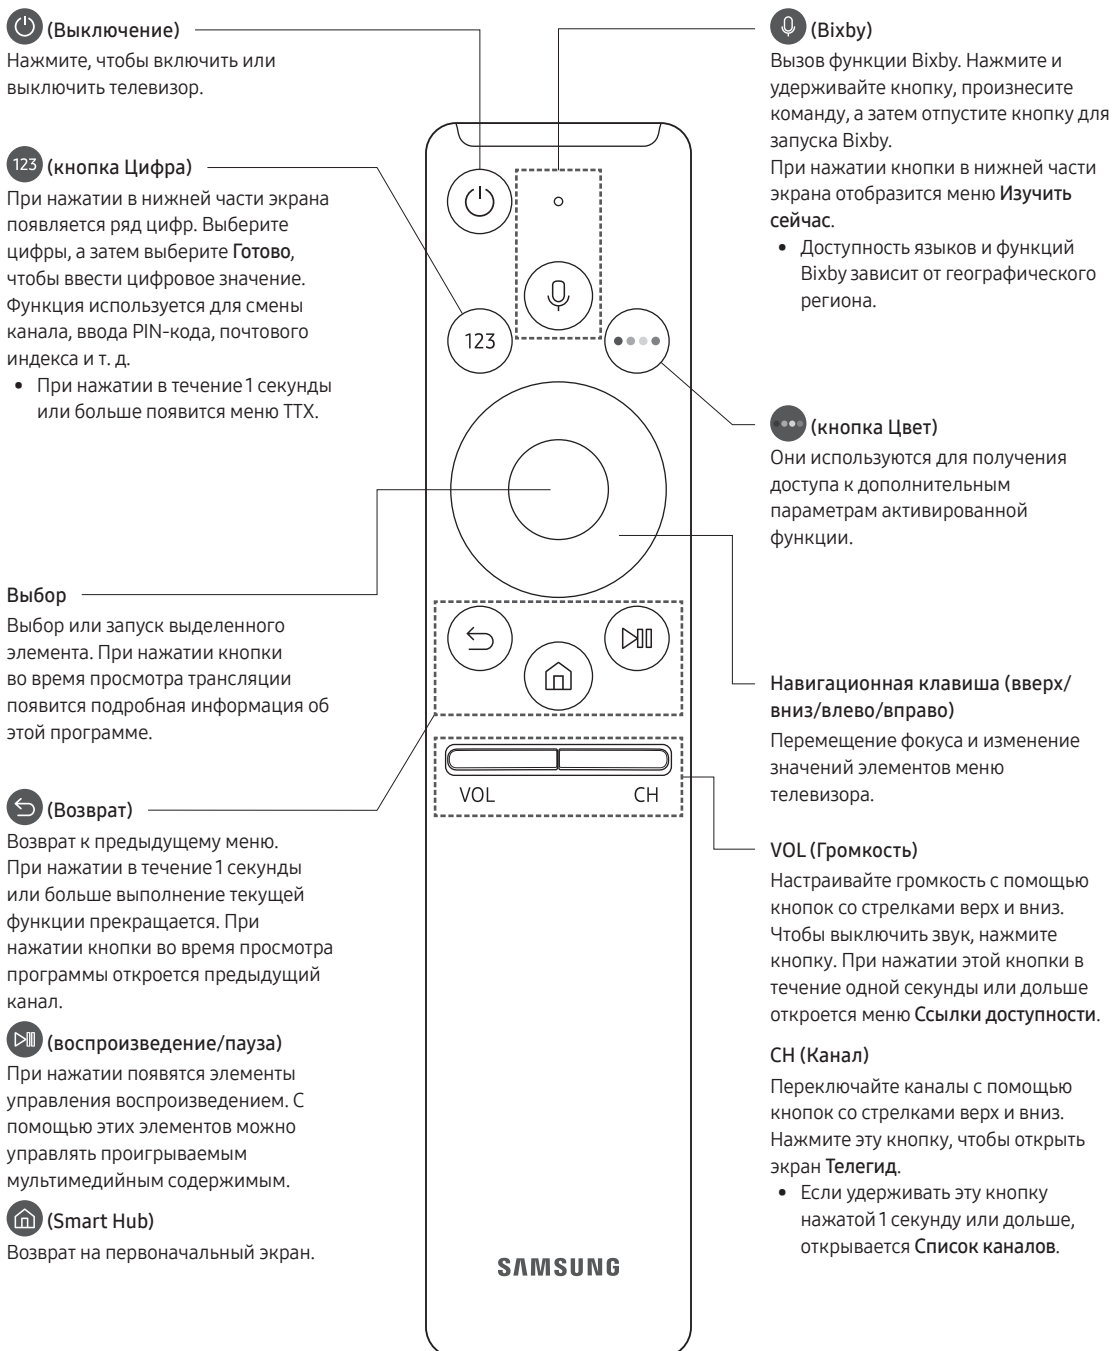 (Выключение)
Нажмите, чтобы включить или
выключить телевизор.
123 (кнопка Цифра)
При нажатии в нижней части экрана
появляется ряд цифр. Выберите
цифры, а затем выберите Готово,
чтобы ввести цифровое значение.
Функция используется для смены
канала, ввода PIN-кода, почтового
индекса и т. д.
• При нажатии в течение 1 секунды
или больше появится меню TTX.
Выбор
Выбор или запуск выделенного
элемента. При нажатии кнопки
во время просмотра трансляции
появится подробная информация об
этой программе.
(Возврат)
Возврат к предыдущему меню.
При нажатии в течение 1 секунды
или больше выполнение текущей
функции прекращается. При
нажатии кнопки во время просмотра
программы откроется предыдущий
канал.
(воспроизведение/пауза)
При нажатии появятся элементы
управления воспроизведением. С
помощью этих элементов можно
управлять проигрываемым
мультимедийным содержимым.
(Smart Hub)
Возврат на первоначальный экран.
123
VOL CH
SAMSUNG
(Bixby)
Вызов функции Bixby. Нажмите и
удерживайте кнопку, произнесите
команду, а затем отпустите кнопку для
запуска Bixby.
При нажатии кнопки в нижней части
экрана отобразится меню Изучить
сейчас.
• Доступность языков и функций
Bixby зависит от географического
региона.
(кнопка Цвет)
Они используются для получения
доступа к дополнительным
параметрам активированной
функции.
Навигационная клавиша (вверх/
вниз/влево/вправо)
Перемещение фокуса и изменение
значений элементов меню
телевизора.
VOL (Громкость)
Настраивайте громкость с помощью
кнопок со стрелками верх и вниз.
Чтобы выключить звук, нажмите
кнопку. При нажатии этой кнопки в
течение одной секунды или дольше
откроется меню Ссылки доступности.
CH (Канал)
Переключайте каналы с помощью
кнопок со стрелками верх и вниз.
Нажмите эту кнопку, чтобы открыть
экран Телегид.
• Если удерживать эту кнопку
нажатой 1 секунду или дольше,
открывается Список каналов.